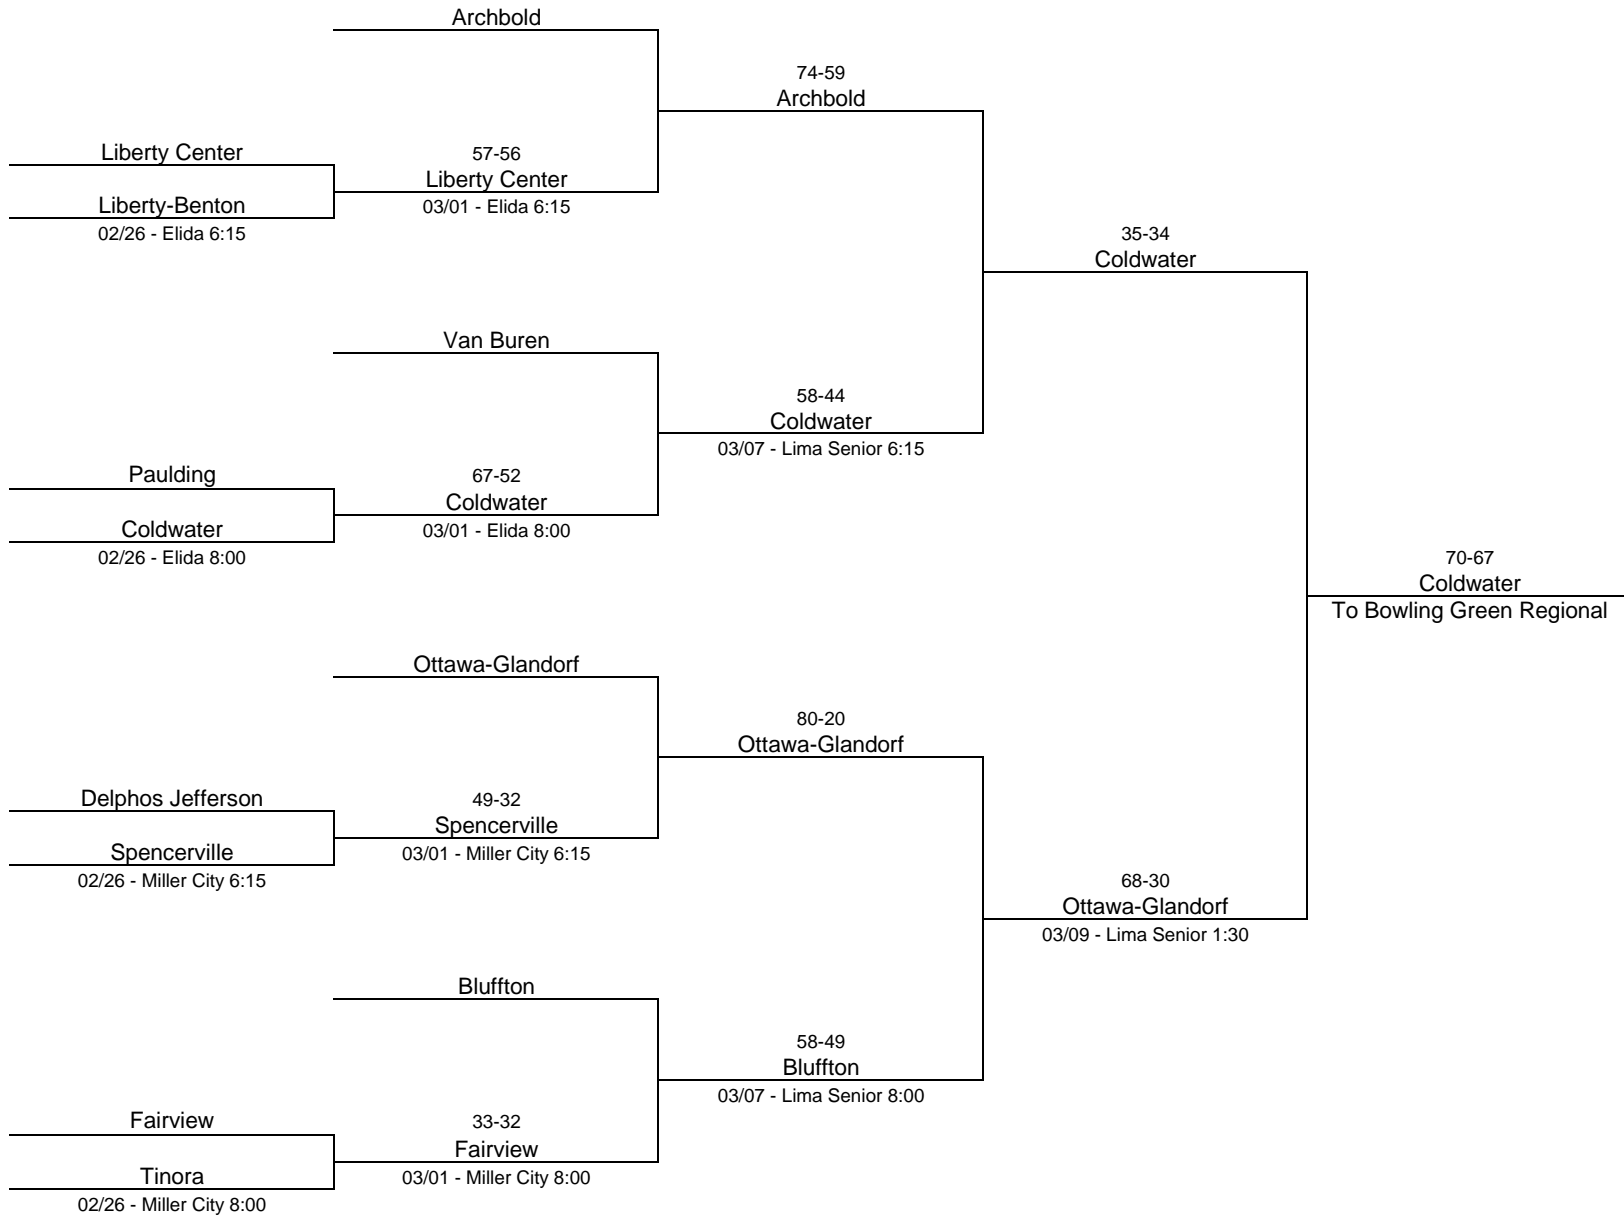 Archbold
74-59
Archbold
Liberty Center
57-56
Liberty Center
Liberty-Benton
03/01 - Elida 6:15
02/26 - Elida 6:15
35-34
Coldwater
Van Buren
58-44
Coldwater
03/07 - Lima Senior 6:15
Paulding
67-52
Coldwater
Coldwater
03/01 - Elida 8:00
02/26 - Elida 8:00
70-67
Coldwater
To Bowling Green Regional
Ottawa-Glandorf
80-20
Ottawa-Glandorf
Delphos Jefferson
49-32
Spencerville
Spencerville
03/01 - Miller City 6:15
02/26 - Miller City 6:15
68-30
Ottawa-Glandorf
03/09 - Lima Senior 1:30
Bluffton
58-49
Bluffton
03/07 - Lima Senior 8:00
Fairview
33-32
Fairview
Tinora
03/01 - Miller City 8:00
02/26 - Miller City 8:00